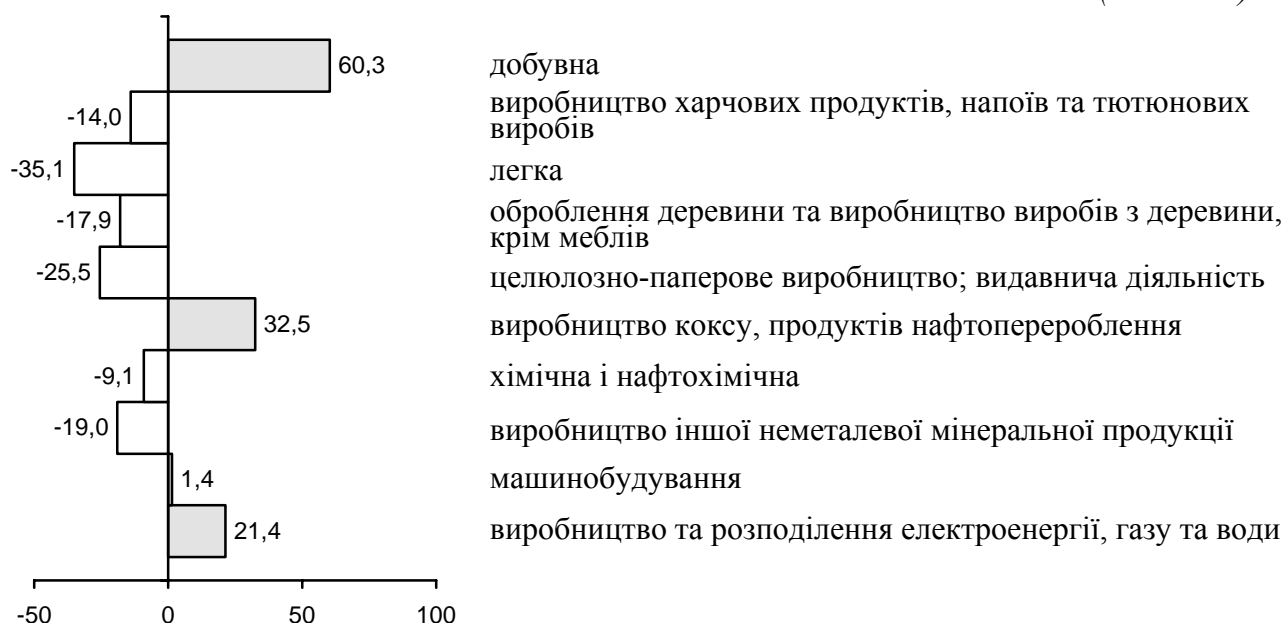 60,3 добувна
-14,0 виробництво харчових продуктів, напоїв та тютюнових
виробів
-35,1 легка
-17,9 оброблення деревини та виробництво виробів з деревини,
крім меблів
-25,5 целюлозно-паперове виробництво; видавнича діяльність
32,5 виробництво коксу, продуктів нафтоперероблення
-9,1 хімічна і нафтохімічна
-19,0 виробництво іншої неметалевої мінеральної продукції
1,4 машинобудування
21,4 виробництво та розподілення електроенергії, газу та води
-50 0 50 100